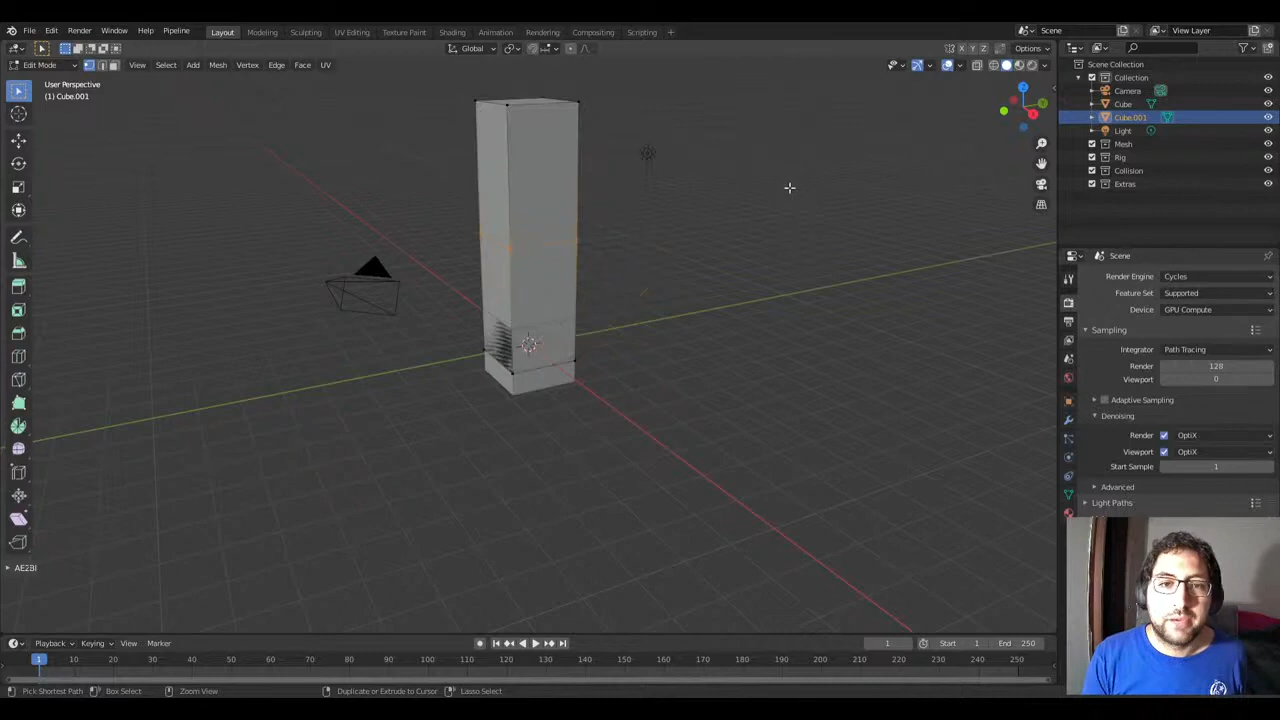 File Edit Render Window Help Pipeline Layout Modeling Sculpting UV Editing Texture Paint Shading Animation Rendering Compositing Scripting + Scene View Layer
Global X Y Z Options
Edit Mode View Select Add Mesh Vertex Edge Face UV
User Perspective
(1) Cube.001
Z
Y
X
AE2BI
Scene Collection
Collection
Camera
Cube
Cube.001
Light
Mesh
Rig
Collision
Extras
Scene
Render Engine Cycles
Feature Set Supported
Device GPU Compute
Sampling
Integrator Path Tracing
Render 128
Viewport 0
Adaptive Sampling
Denoising
Render OptiX
Viewport OptiX
Start Sample 1
Advanced
Light Paths
Playback Keying View Marker 1 Start 1 End 250
1 10 20 30 40 50 60 70 80 90 100 110 120 130 140 150 160 170 180 190 200 210 220 230 240 250
Pick Shortest Path Box Select Zoom View Duplicate or Extrude to Cursor Lasso Select